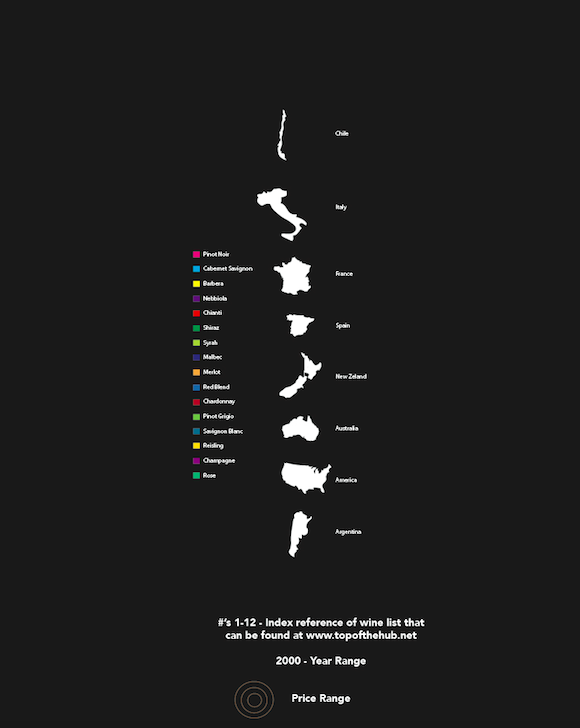 Chile
Italy
France
Spain
New Zeland
Australia
America
Argentina
Pinot Noir
Cabernet Savignon
Barbera
Nebbiola
Chianti
Shiraz
Syrah
Malbec
Merlot
Red Blend
Chardonnay
Pinot Grigio
Savignon Blanc
Reisling
Champagne
Rose
#'s 1-12 - Index reference of wine list that
can be found at www.topofthehub.net
2000 - Year Range
Price Range